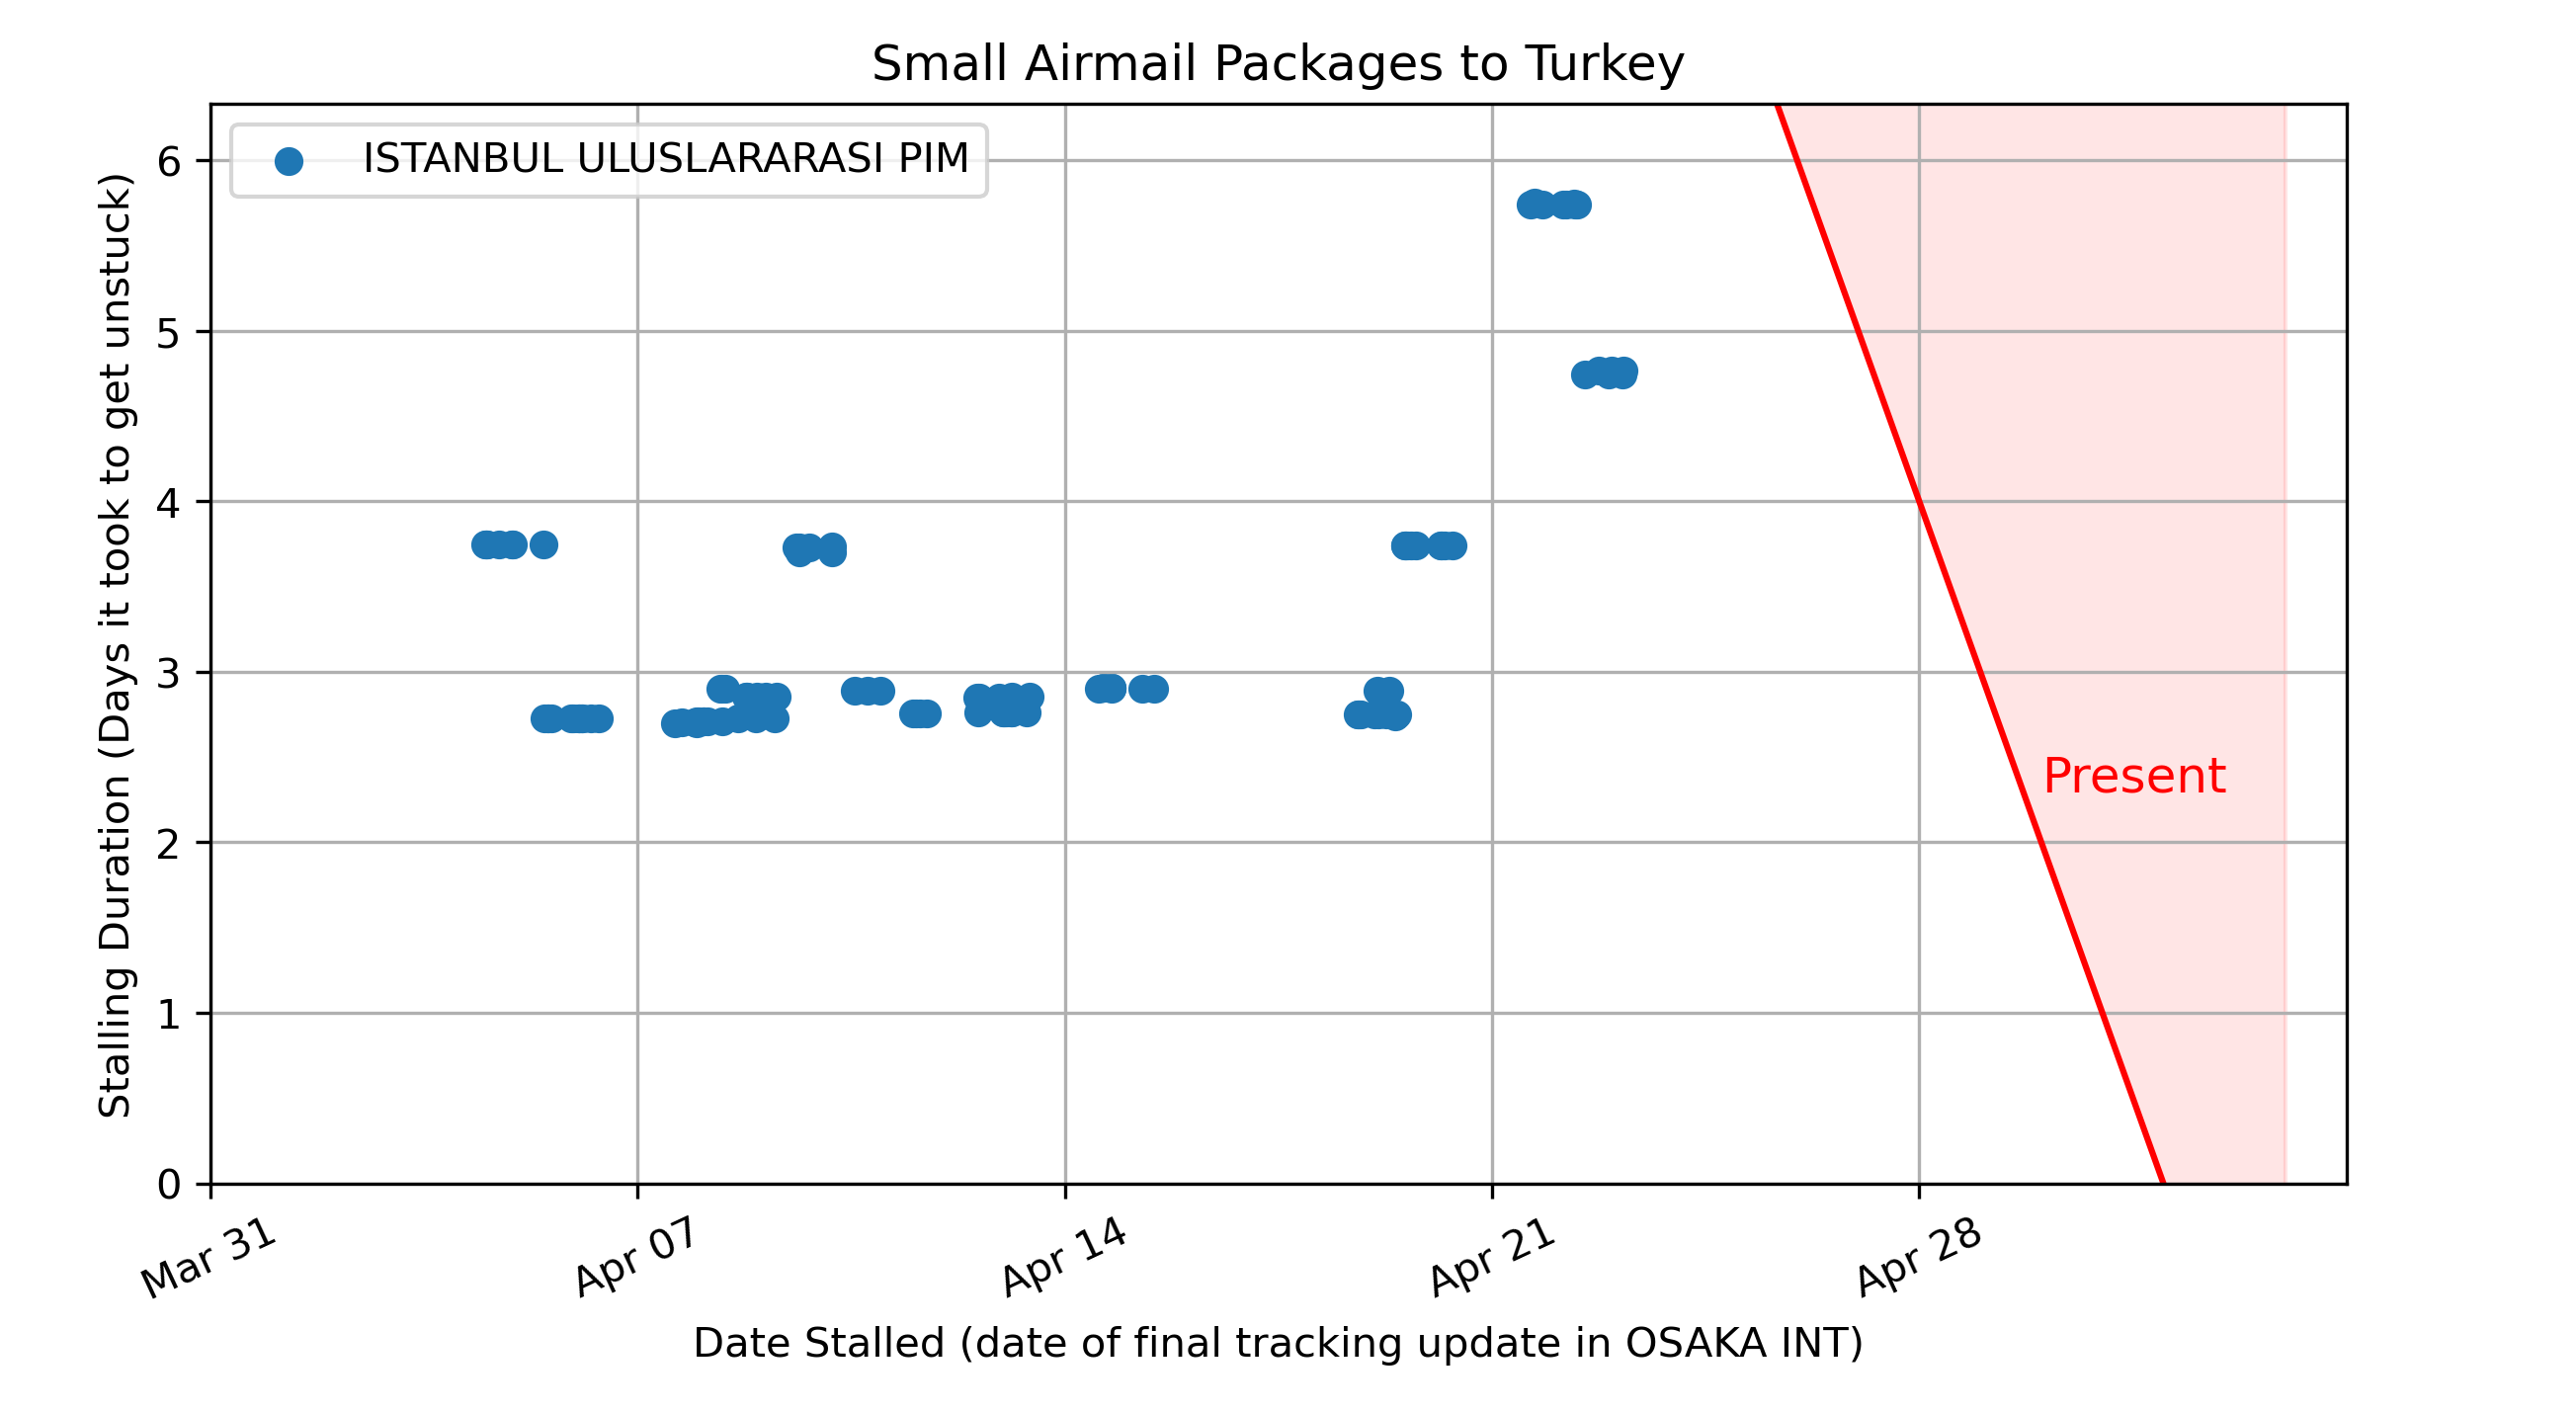 Small Airmail Packages to Turkey
ISTANBUL ULUSLARARASI PIM
Stalling Duration (Days it took to get unstuck)
6
5
4
3
2
1
0
Present
Mar 31
Apr 07
Apr 14
Apr 21
Apr 28
Date Stalled (date of final tracking update in OSAKA INT)